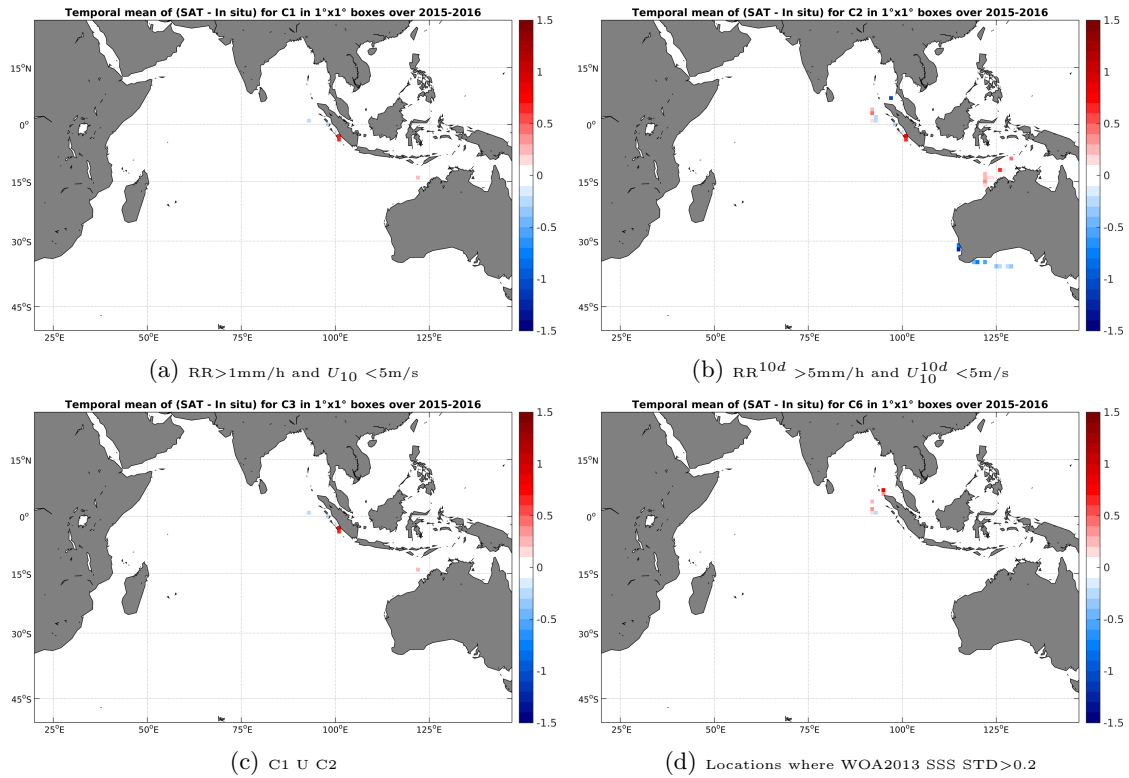 Temporal mean of (SAT - In situ) for C1 in 1°x1° boxes over 2015-2016
1.5
1
0.5
0
-0.5
-1
-1.5
15°N
0°
15°S
30°S
45°S
25°E
50°E
75°E
100°E
125°E
(a) RR>1mm/h and U10 <5m/s
Temporal mean of (SAT - In situ) for C2 in 1°x1° boxes over 2015-2016
1.5
1
0.5
0
-0.5
-1
-1.5
15°N
0°
15°S
30°S
45°S
25°E
50°E
75°E
100°E
125°E
(b) RR^10d >5mm/h and U10^10d <5m/s
Temporal mean of (SAT - In situ) for C3 in 1°x1° boxes over 2015-2016
1.5
1
0.5
0
-0.5
-1
-1.5
15°N
0°
15°S
30°S
45°S
25°E
50°E
75°E
100°E
125°E
(c) C1 U C2
Temporal mean of (SAT - In situ) for C6 in 1°x1° boxes over 2015-2016
1.5
1
0.5
0
-0.5
-1
-1.5
15°N
0°
15°S
30°S
45°S
25°E
50°E
75°E
100°E
125°E
(d) Locations where WOA2013 SSS STD>0.2